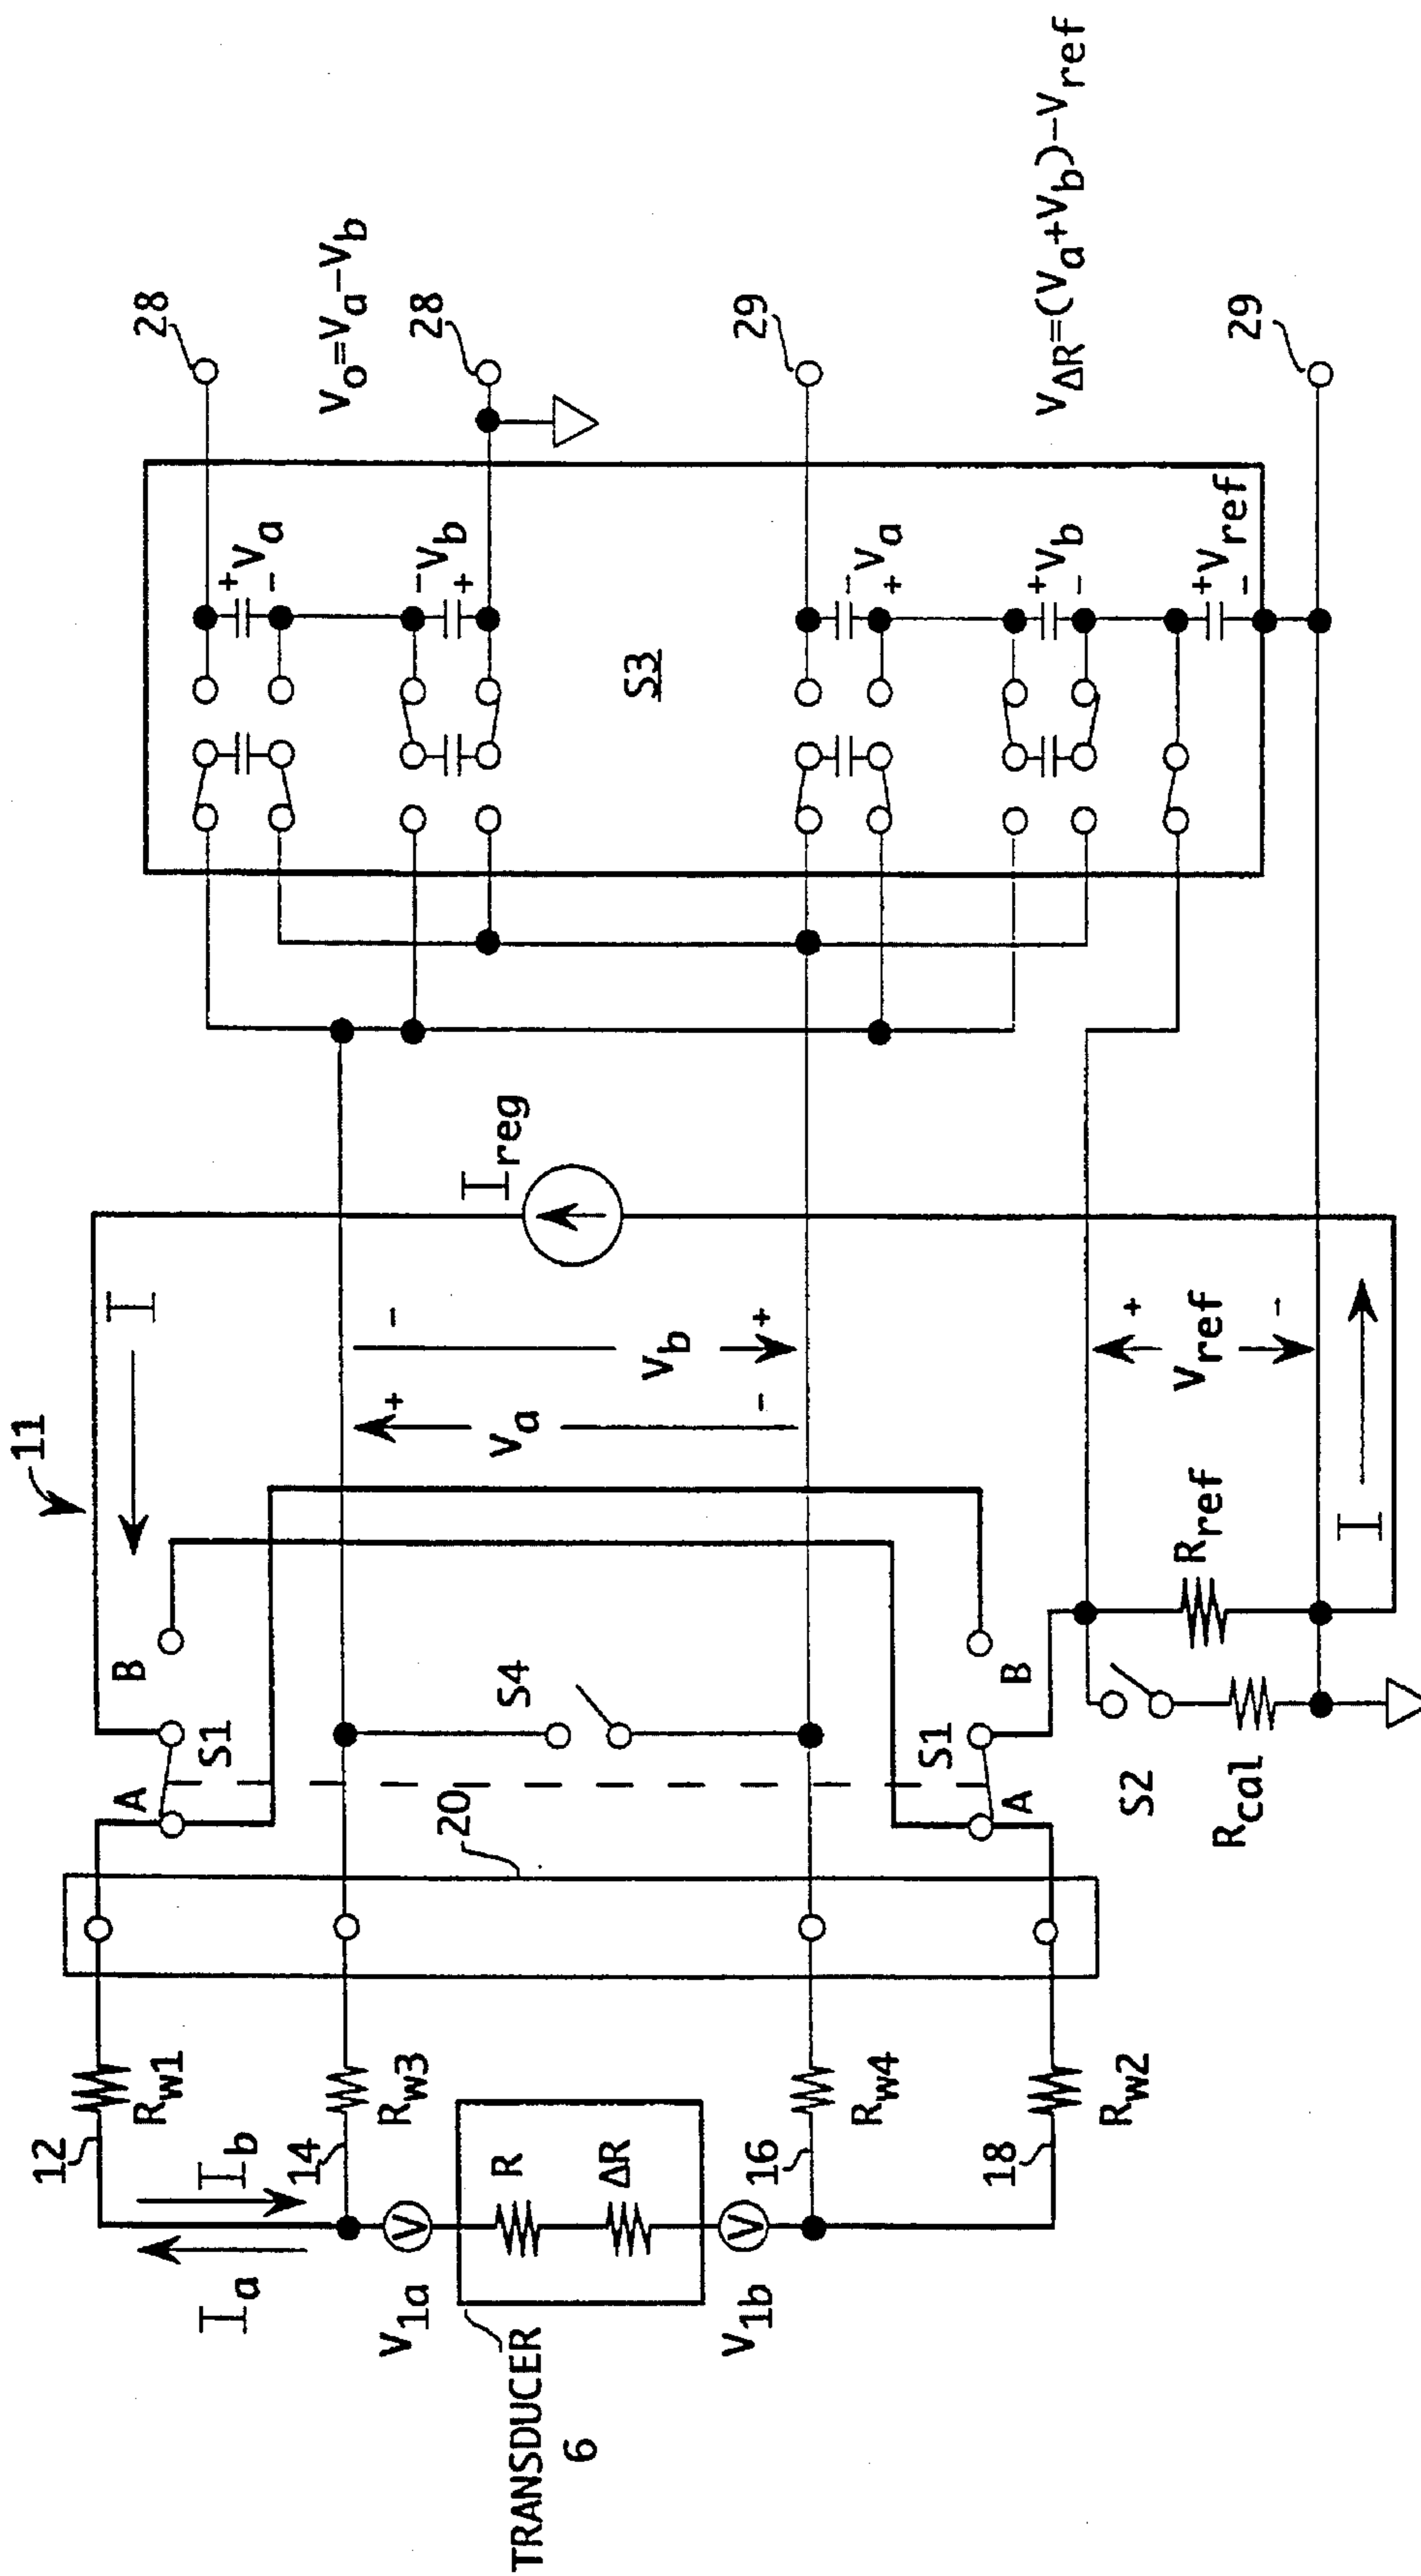 11
I
A
B
S1
12
R_w1
I_a
I_b
14
R_w3
V_1a
V
TRANSDUCER
6
R
ΔR
V_1b
V
16
R_w4
18
R_w2
20
S4
A
B
S1
S2
R_cal
R_ref
I
+
V_a
-
-
V_b
+
+
V_ref
-
I_reg
S3
+
V_a
-
-
V_b
+
-
V_a
+
+
V_b
-
+
V_ref
-
28
V_o=V_a-V_b
28
29
V_ΔR=(V_a+V_b)-V_ref
29